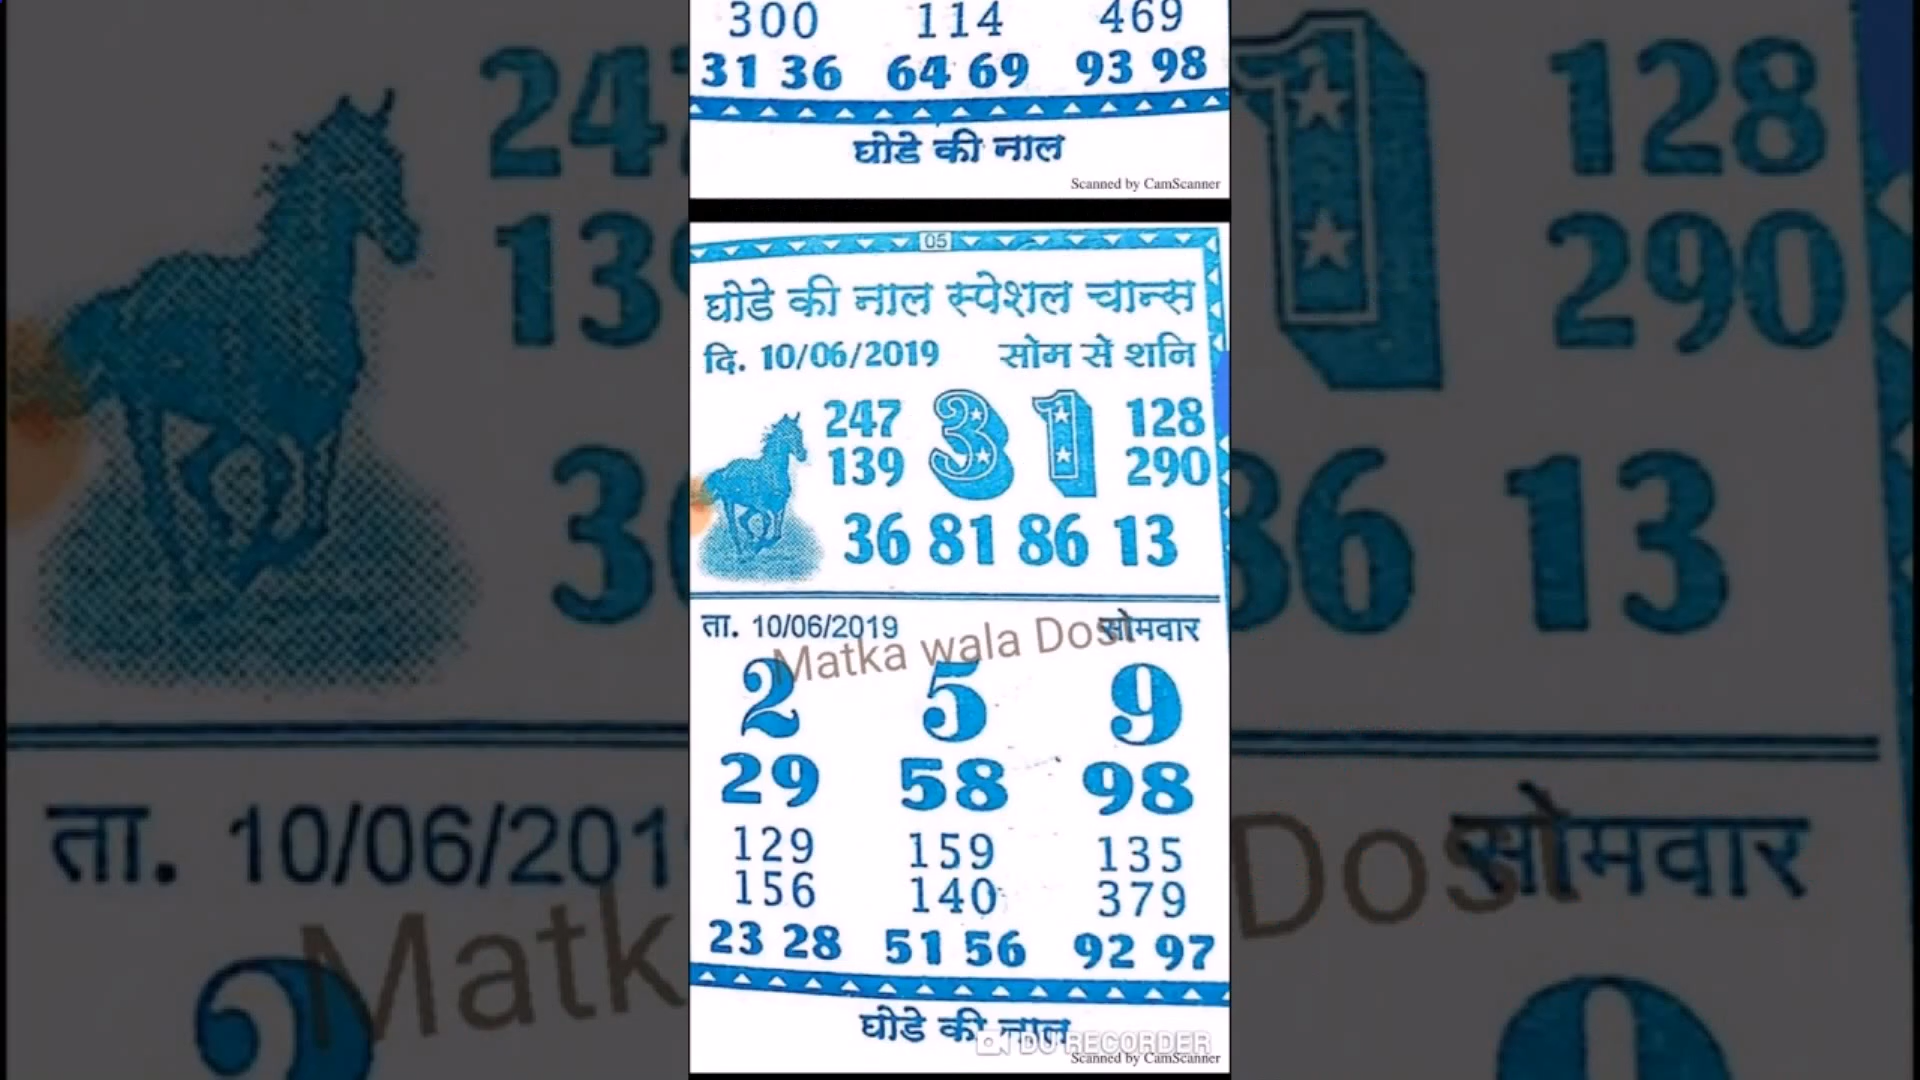 300 114 469
31 36 64 69 93 98
घोडे की नाल
Scanned by CamScanner
05
घोडे की नाल स्पेशल चान्स
दि. 10/06/2019 सोम से शनि
247 3 1 128
139 290
36 81 86 13
ता. 10/06/2019 सोमवार
Matka wala Dost
2 5 9
29 58 98
129 159 135
156 140 379
23 28 51 56 92 97
घोडे की नाल
DU RECORDER
Scanned by CamScanner